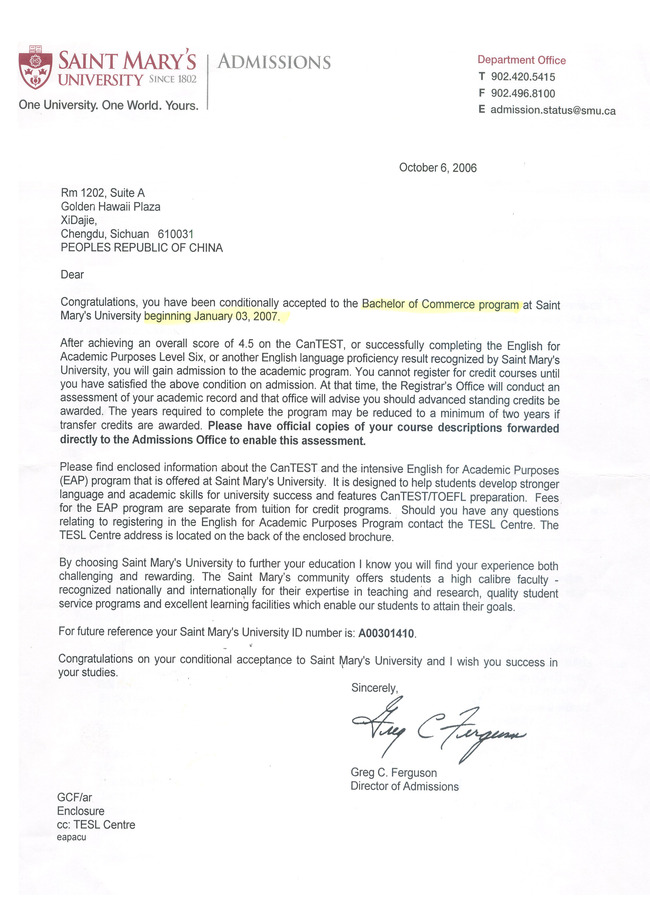 SAINT MARY'S
UNIVERSITY SINCE 1802
One University. One World. Yours.
ADMISSIONS
Department Office
T 902.420.5415
F 902.496.8100
E admission.status@smu.ca
October 6, 2006
Rm 1202, Suite A
Golden Hawaii Plaza
XiDajie,
Chengdu, Sichuan 610031
PEOPLES REPUBLIC OF CHINA
Dear
Congratulations, you have been conditionally accepted to the Bachelor of Commerce program at Saint
Mary's University beginning January 03, 2007.
After achieving an overall score of 4.5 on the CanTEST, or successfully completing the English for
Academic Purposes Level Six, or another English language proficiency result recognized by Saint Mary's
University, you will gain admission to the academic program. You cannot register for credit courses until
you have satisfied the above condition on admission. At that time, the Registrar's Office will conduct an
assessment of your academic record and that office will advise you should advanced standing credits be
awarded. The years required to complete the program may be reduced to a minimum of two years if
transfer credits are awarded. Please have official copies of your course descriptions forwarded
directly to the Admissions Office to enable this assessment.
Please find enclosed information about the CanTEST and the intensive English for Academic Purposes
(EAP) program that is offered at Saint Mary's University. It is designed to help students develop stronger
language and academic skills for university success and features CanTEST/TOEFL preparation. Fees
for the EAP program are separate from tuition for credit programs. Should you have any questions
relating to registering in the English for Academic Purposes Program contact the TESL Centre. The
TESL Centre address is located on the back of the enclosed brochure.
By choosing Saint Mary's University to further your education I know you will find your experience both
challenging and rewarding. The Saint Mary's community offers students a high calibre faculty -
recognized nationally and internationally for their expertise in teaching and research, quality student
service programs and excellent learning facilities which enable our students to attain their goals.
For future reference your Saint Mary's University ID number is: A00301410.
Congratulations on your conditional acceptance to Saint Mary's University and I wish you success in
your studies.
Sincerely,
Greg C Ferguson
Greg C. Ferguson
Director of Admissions
GCF/ar
Enclosure
cc: TESL Centre
eapacu